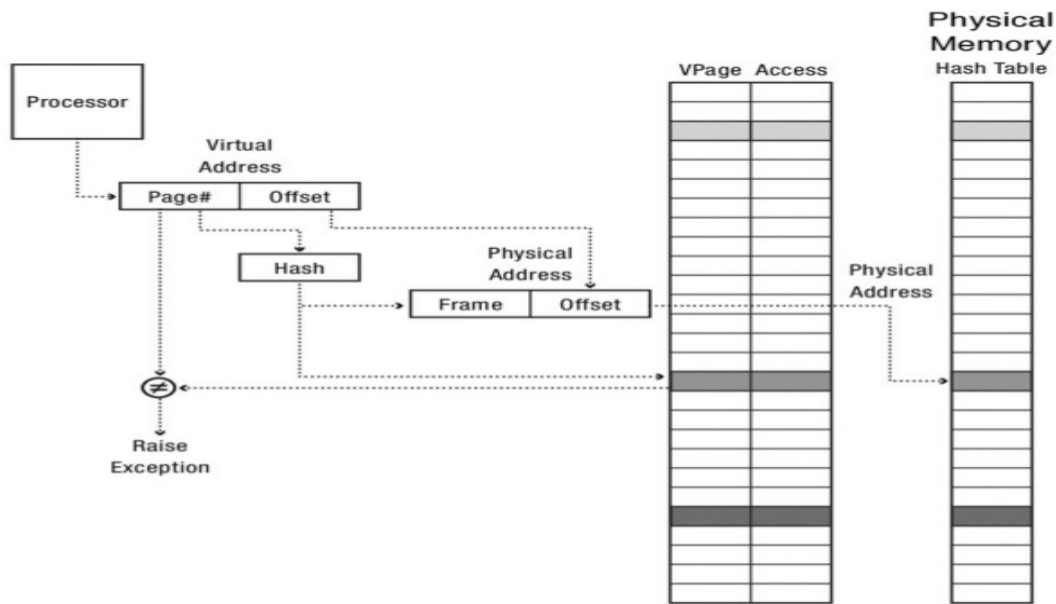 Physical
Memory
VPage Access Hash Table
Processor
Virtual
Address
Page# Offset
Hash
Physical
Address
Frame Offset
Physical
Address
≠
Raise
Exception